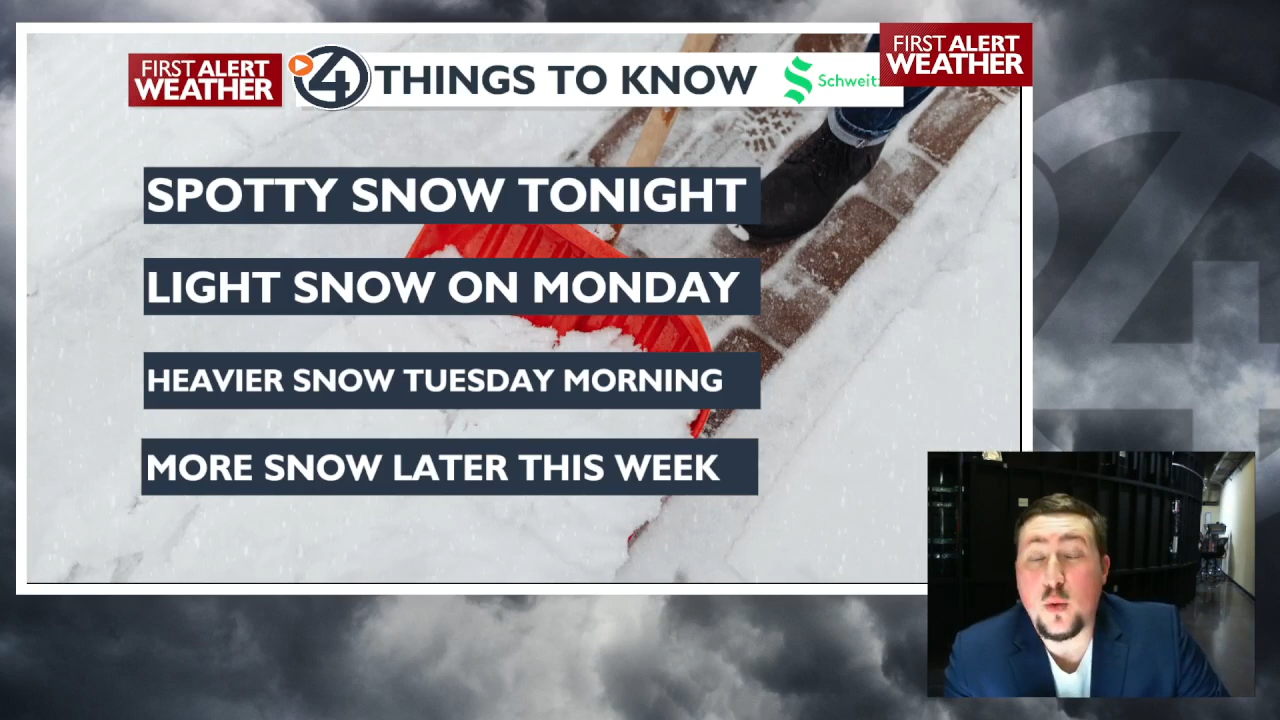 FIRST ALERT
WEATHER
4 THINGS TO KNOW
FIRST ALERT
WEATHER
SPOTTY SNOW TONIGHT
LIGHT SNOW ON MONDAY
HEAVIER SNOW TUESDAY MORNING
MORE SNOW LATER THIS WEEK